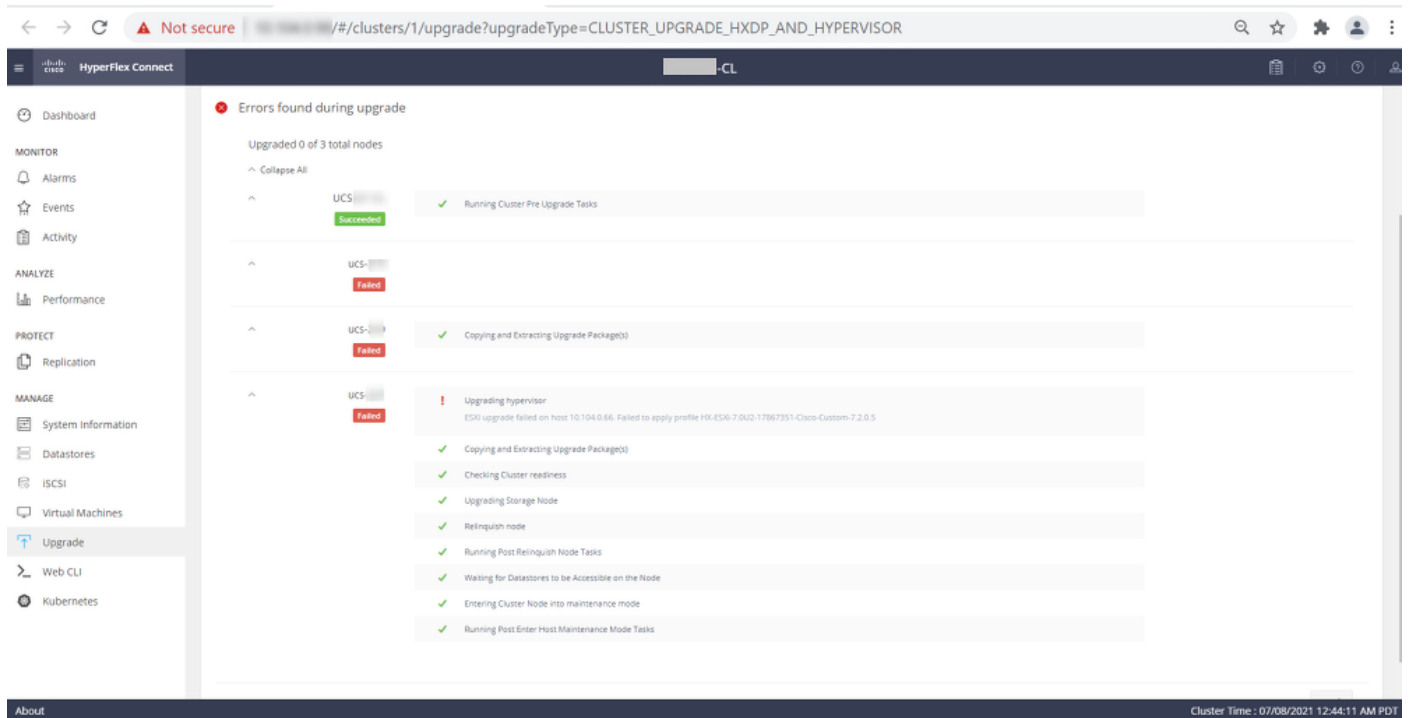 Not secure
/#/clusters/1/upgrade?upgradeType=CLUSTER_UPGRADE_HXDP_AND_HYPERVISOR
cisco HyperFlex Connect
-CL
Dashboard
MONITOR
Alarms
Events
Activity
ANALYZE
Performance
PROTECT
Replication
MANAGE
System Information
Datastores
iSCSI
Virtual Machines
Upgrade
Web CLI
Kubernetes
Errors found during upgrade
Upgraded 0 of 3 total nodes
Collapse All
UCS
Succeeded
Running Cluster Pre Upgrade Tasks
ucs-
Failed
ucs-
Failed
Copying and Extracting Upgrade Package(s)
ucs
Failed
Upgrading hypervisor
ESXi upgrade failed on host 10.104.0.66. Failed to apply profile HX-ESXi-7.0U2-17867351-Cisco-Custom-7.2.0.5
Copying and Extracting Upgrade Package(s)
Checking Cluster readiness
Upgrading Storage Node
Relinquish node
Running Post Relinquish Node Tasks
Waiting for Datastores to be Accessible on the Node
Entering Cluster Node into maintenance mode
Running Post Enter Host Maintenance Mode Tasks
About
Cluster Time : 07/08/2021 12:44:11 AM PDT